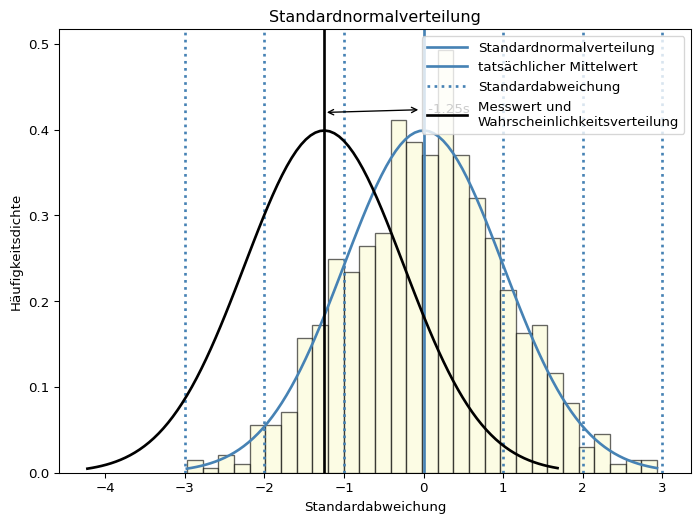 Standardnormalverteilung
Häufigkeitsdichte
0.5
0.4
0.3
0.2
0.1
0.0
Standardnormalverteilung
tatsächlicher Mittelwert
Standardabweichung
Messwert und
Wahrscheinlichkeitsverteilung
-1.25s
−4
−3
−2
−1
0
1
2
3
Standardabweichung